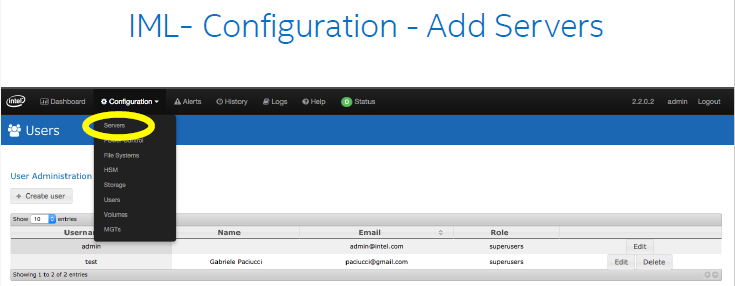 IML- Configuration - Add Servers
intel Dashboard Configuration Alerts History Logs Help 0 Status 2.2.0.2 admin Logout
Users
Servers
Power Control
File Systems
HSM
Storage
Users
Volumes
MGTs
User Administration
+ Create user
Show 10 entries
Username Name Email Role
admin admin@intel.com superusers Edit
test Gabriele Paciucci paciucci@gmail.com superusers Edit Delete
Showing 1 to 2 of 2 entries